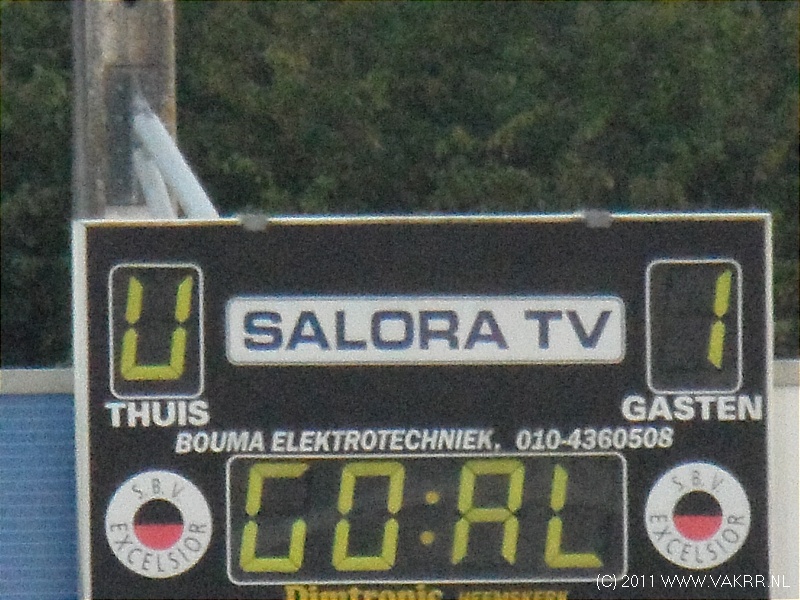 U
SALORA TV
1
THUIS
GASTEN
BOUMA ELEKTROTECHNIEK. 010-4360508
GO:AL
S.B.V
EXCELSIOR
S.B.V
EXCELSIOR
Dimtronic HEEMSKERK
(C) 2011 WWW.VAKRR.NL